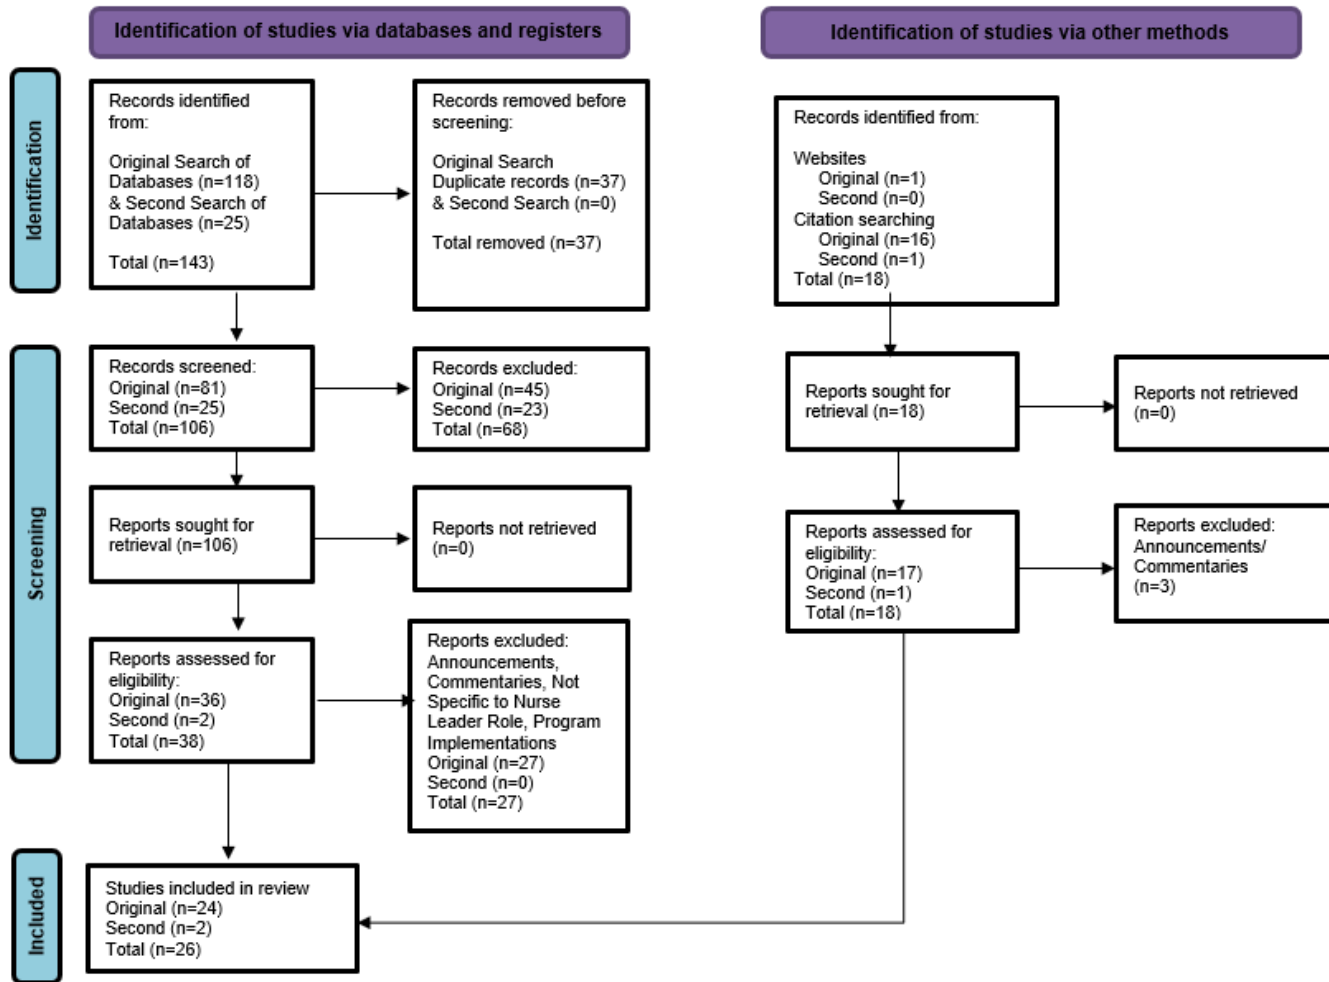 Identification of studies via databases and registers
Identification of studies via other methods
Identification
Records identified
from:
Original Search of
Databases (n=118)
& Second Search of
Databases (n=25)
Total (n=143)
Records removed before
screening:
Original Search
Duplicate records (n=37)
& Second Search (n=0)
Total removed (n=37)
Records identified from:
Websites
Original (n=1)
Second (n=0)
Citation searching
Original (n=16)
Second (n=1)
Total (n=18)
Screening
Records screened:
Original (n=81)
Second (n=25)
Total (n=106)
Records excluded:
Original (n=45)
Second (n=23)
Total (n=68)
Reports sought for
retrieval (n=18)
Reports not retrieved
(n=0)
Reports sought for
retrieval (n=106)
Reports not retrieved
(n=0)
Reports assessed for
eligibility:
Original (n=17)
Second (n=1)
Total (n=18)
Reports excluded:
Announcements/
Commentaries
(n=3)
Reports assessed for
eligibility:
Original (n=36)
Second (n=2)
Total (n=38)
Reports excluded:
Announcements,
Commentaries, Not
Specific to Nurse
Leader Role, Program
Implementations
Original (n=27)
Second (n=0)
Total (n=27)
Included
Studies included in review
Original (n=24)
Second (n=2)
Total (n=26)